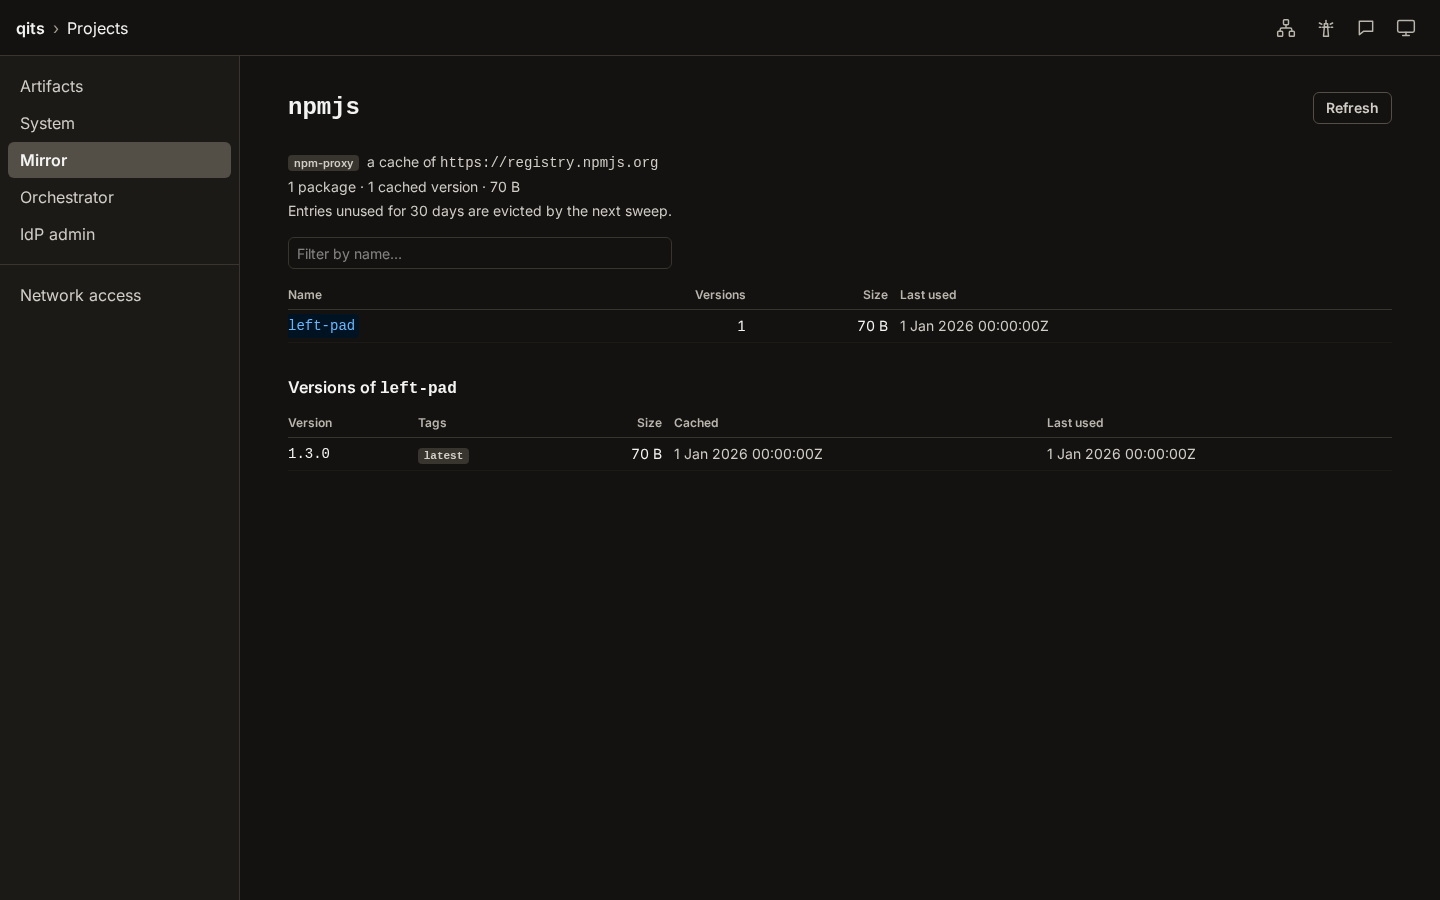 qits › Projects
Artifacts
System
Mirror
Orchestrator
IdP admin
Network access
npmjs
Refresh
npm-proxy a cache of https://registry.npmjs.org
1 package · 1 cached version · 70 B
Entries unused for 30 days are evicted by the next sweep.
Filter by name...
Name Versions Size Last used
left-pad 1 70 B 1 Jan 2026 00:00:00Z
Versions of left-pad
Version Tags Size Cached Last used
1.3.0 latest 70 B 1 Jan 2026 00:00:00Z 1 Jan 2026 00:00:00Z